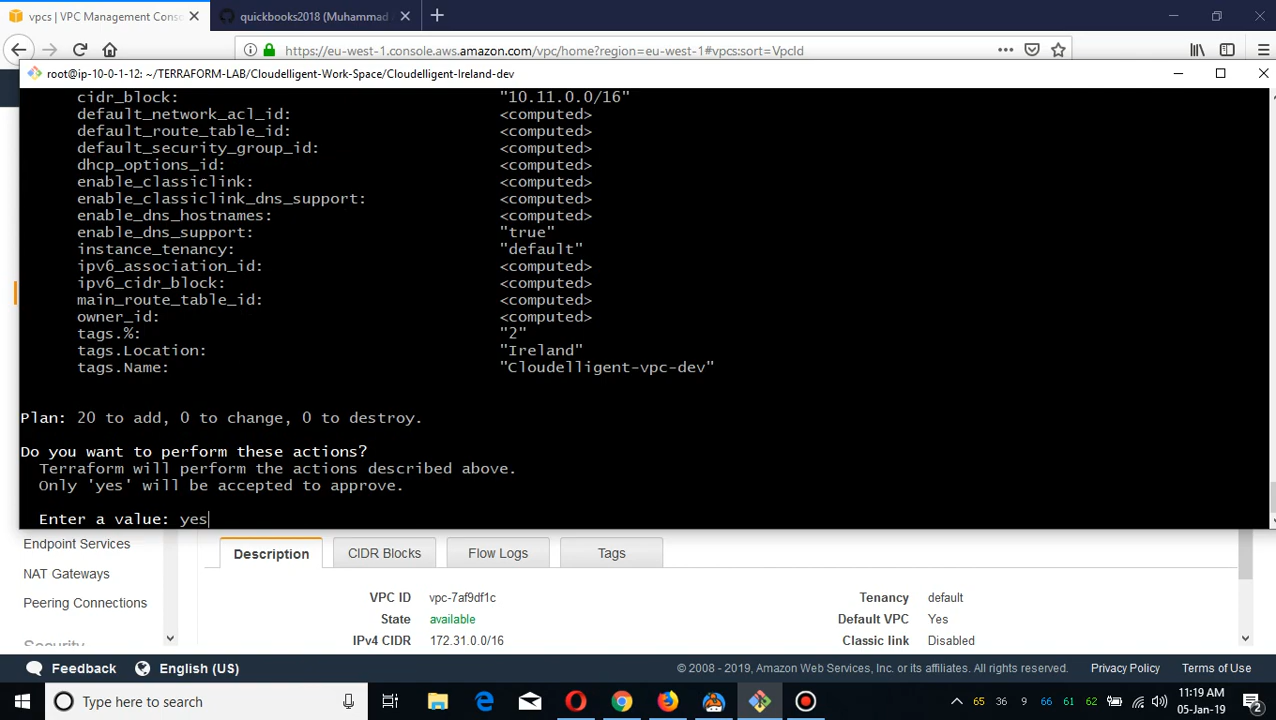 vpcs | VPC Management Conso
quickbooks2018 (Muhammad
https://eu-west-1.console.aws.amazon.com/vpc/home?region=eu-west-1#vpcs:sort=VpcId
root@ip-10-0-1-12: ~/TERRAFORM-LAB/Cloudelligent-Work-Space/Cloudelligent-Ireland-dev
cidr_block: "10.11.0.0/16"
default_network_acl_id: <computed>
default_route_table_id: <computed>
default_security_group_id: <computed>
dhcp_options_id: <computed>
enable_classiclink: <computed>
enable_classiclink_dns_support: <computed>
enable_dns_hostnames: <computed>
enable_dns_support: "true"
instance_tenancy: "default"
ipv6_association_id: <computed>
ipv6_cidr_block: <computed>
main_route_table_id: <computed>
owner_id: <computed>
tags.%: "2"
tags.Location: "Ireland"
tags.Name: "Cloudelligent-vpc-dev"
Plan: 20 to add, 0 to change, 0 to destroy.
Do you want to perform these actions?
Terraform will perform the actions described above.
Only 'yes' will be accepted to approve.
Enter a value: yes
Endpoint Services
NAT Gateways
Peering Connections
Security
Description CIDR Blocks Flow Logs Tags
VPC ID vpc-7af9df1c Tenancy default
State available Default VPC Yes
IPv4 CIDR 172.31.0.0/16 Classic link Disabled
Feedback English (US) © 2008 - 2019, Amazon Web Services, Inc. or its affiliates. All rights reserved. Privacy Policy Terms of Use
Type here to search
65 36 9 66 61 62
11:19 AM
05-Jan-19
2